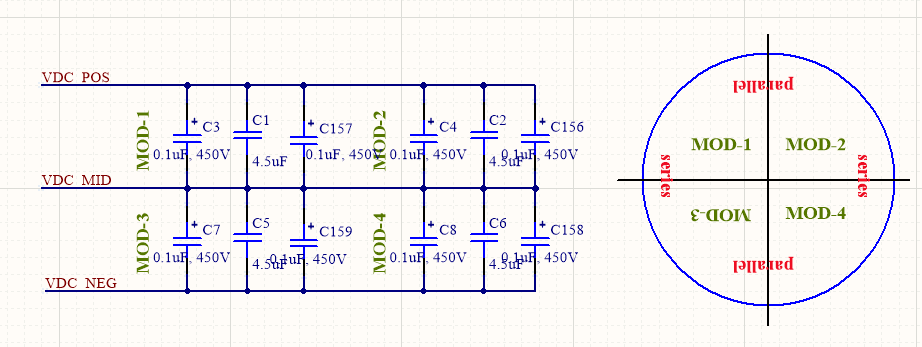 VDC_POS
MOD-1
+
C3
0.1uF, 450V
C1
4.5uF
+
C157
0.1uF, 450V
MOD-2
+
C4
0.1uF, 450V
C2
4.5uF
+
C156
0.1uF, 450V
VDC_MID
MOD-3
+
C7
0.1uF, 450V
C5
4.5uF
+
C159
0.1uF, 450V
MOD-4
+
C8
0.1uF, 450V
C6
4.5uF
+
C158
0.1uF, 450V
VDC_NEG
parallel
MOD-1
MOD-2
series
series
MOD-3
MOD-4
parallel